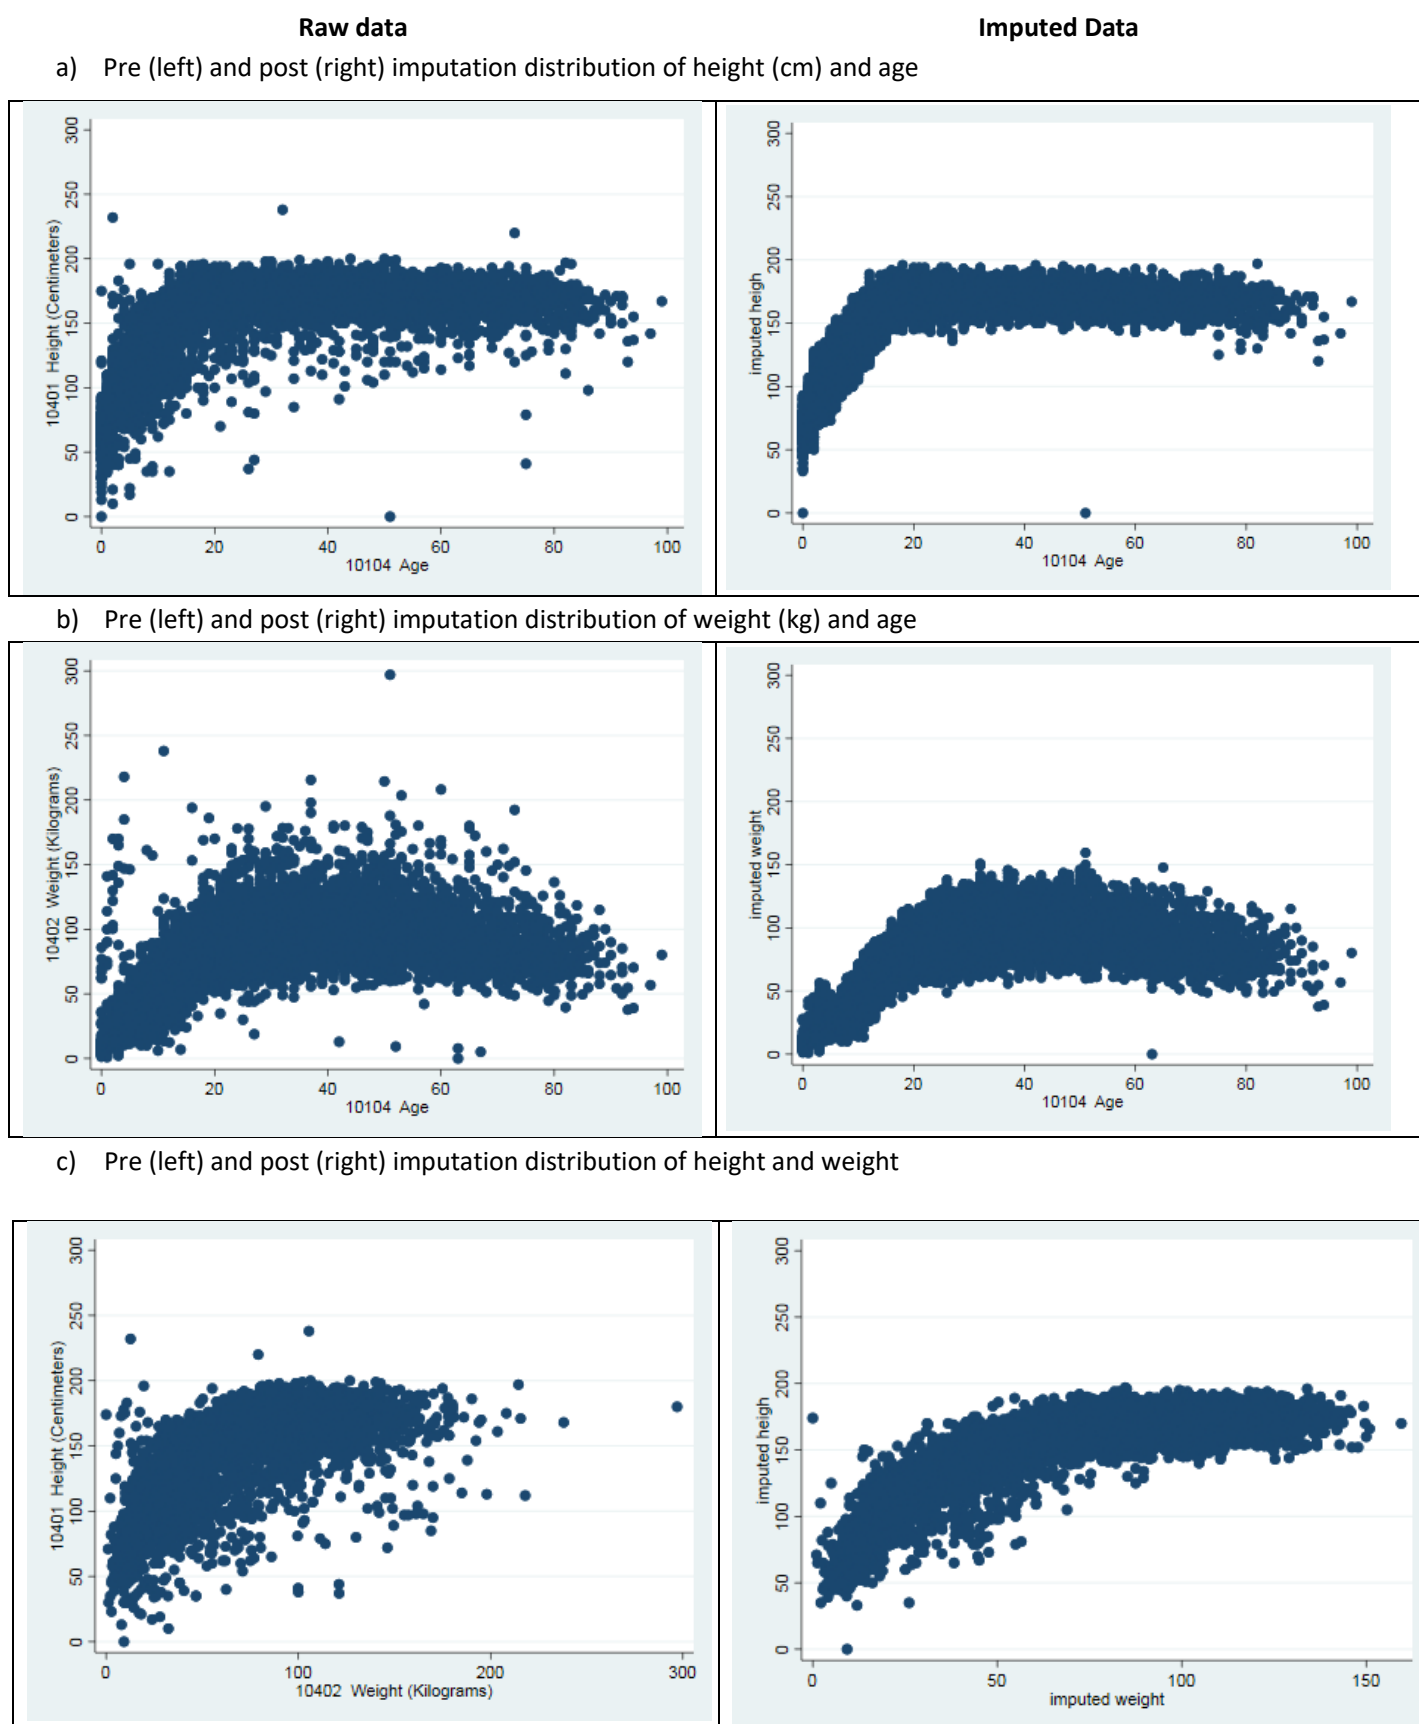 Raw data
Imputed Data
a) Pre (left) and post (right) imputation distribution of height (cm) and age
10401 Height (Centimeters)
0 50 100 150 200 250 300
0 20 40 60 80 100
10104 Age
imputed heigh
0 50 100 150 200 250 300
0 20 40 60 80 100
10104 Age
b) Pre (left) and post (right) imputation distribution of weight (kg) and age
10402 Weight (Kilograms)
0 50 100 150 200 250 300
0 20 40 60 80 100
10104 Age
imputed weight
0 50 100 150 200 250 300
0 20 40 60 80 100
10104 Age
c) Pre (left) and post (right) imputation distribution of height and weight
10401 Height (Centimeters)
0 50 100 150 200 250 300
0 100 200 300
10402 Weight (Kilograms)
imputed heigh
0 50 100 150 200 250 300
0 50 100 150
imputed weight